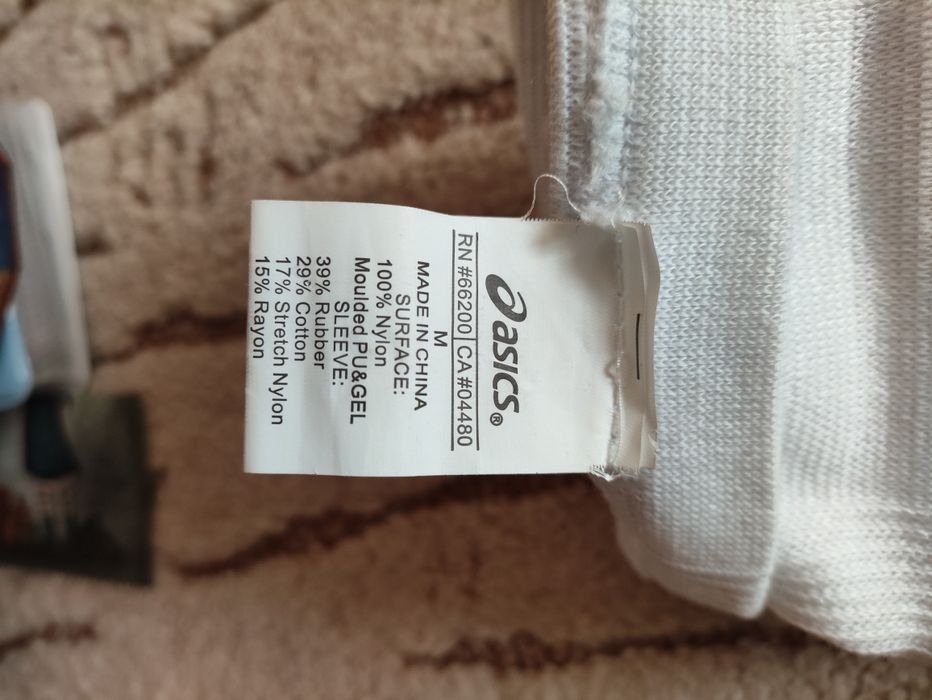 asics®
RN #66200 | CA #04480
M
MADE IN CHINA
SURFACE:
100% Nylon
Moulded PU&GEL
SLEEVE:
39% Rubber
29% Cotton
17% Stretch Nylon
15% Rayon